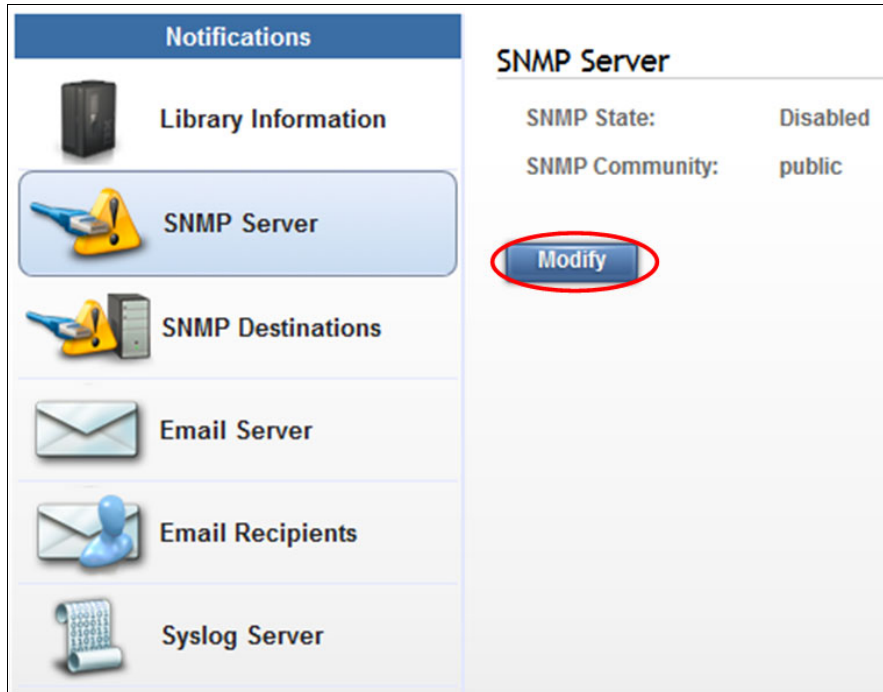 Notifications
Library Information
SNMP Server
SNMP Destinations
Email Server
Email Recipients
Syslog Server
SNMP Server
SNMP State: Disabled
SNMP Community: public
Modify